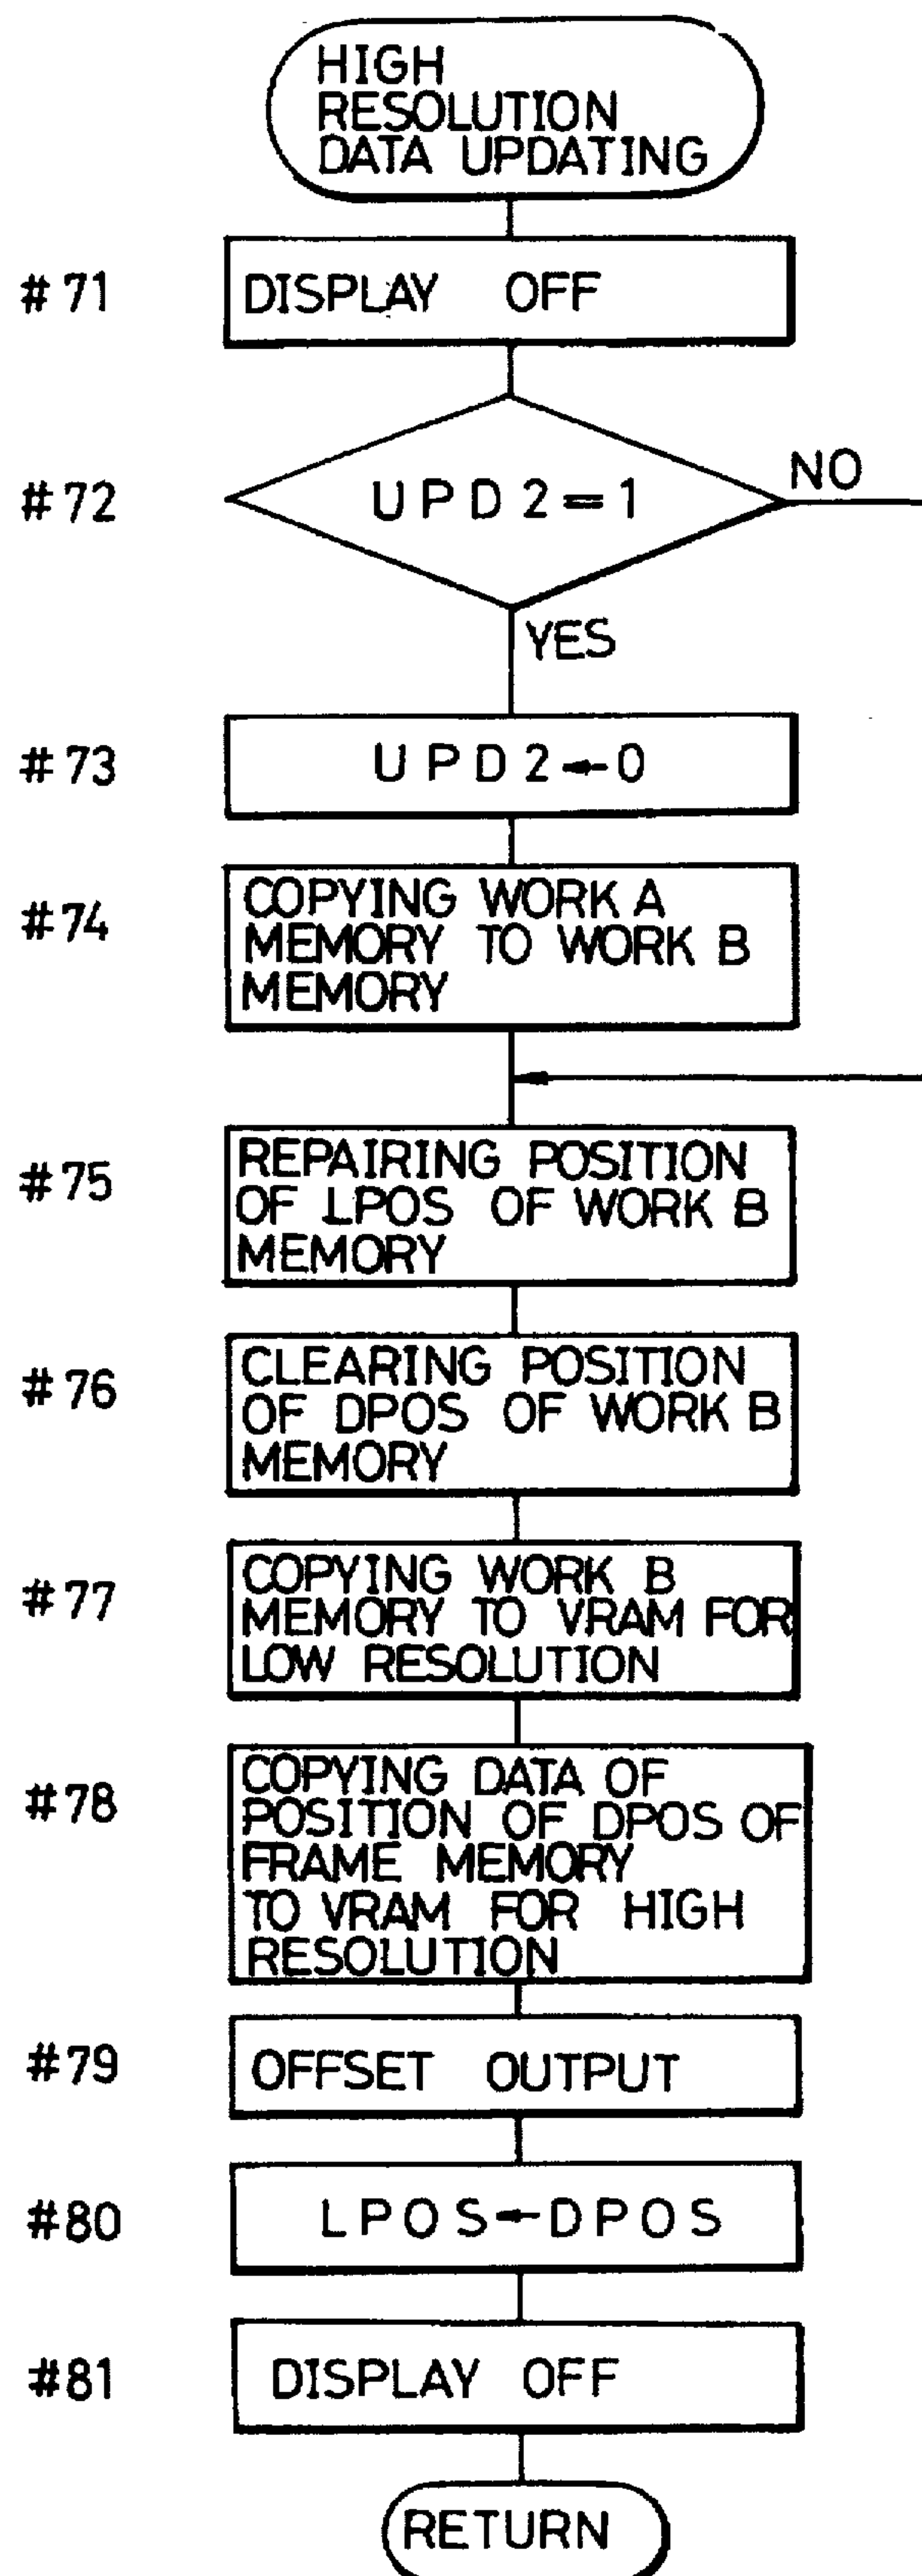 HIGH
RESOLUTION
DATA UPDATING
#71
DISPLAY OFF
#72
UPD2=1
NO
YES
#73
UPD2←0
#74
COPYING WORK A
MEMORY TO WORK B
MEMORY
#75
REPAIRING POSITION
OF LPOS OF WORK B
MEMORY
#76
CLEARING POSITION
OF DPOS OF WORK B
MEMORY
#77
COPYING WORK B
MEMORY TO VRAM FOR
LOW RESOLUTION
#78
COPYING DATA OF
POSITION OF DPOS OF
FRAME MEMORY
TO VRAM FOR HIGH
RESOLUTION
#79
OFFSET OUTPUT
#80
LPOS←DPOS
#81
DISPLAY OFF
RETURN